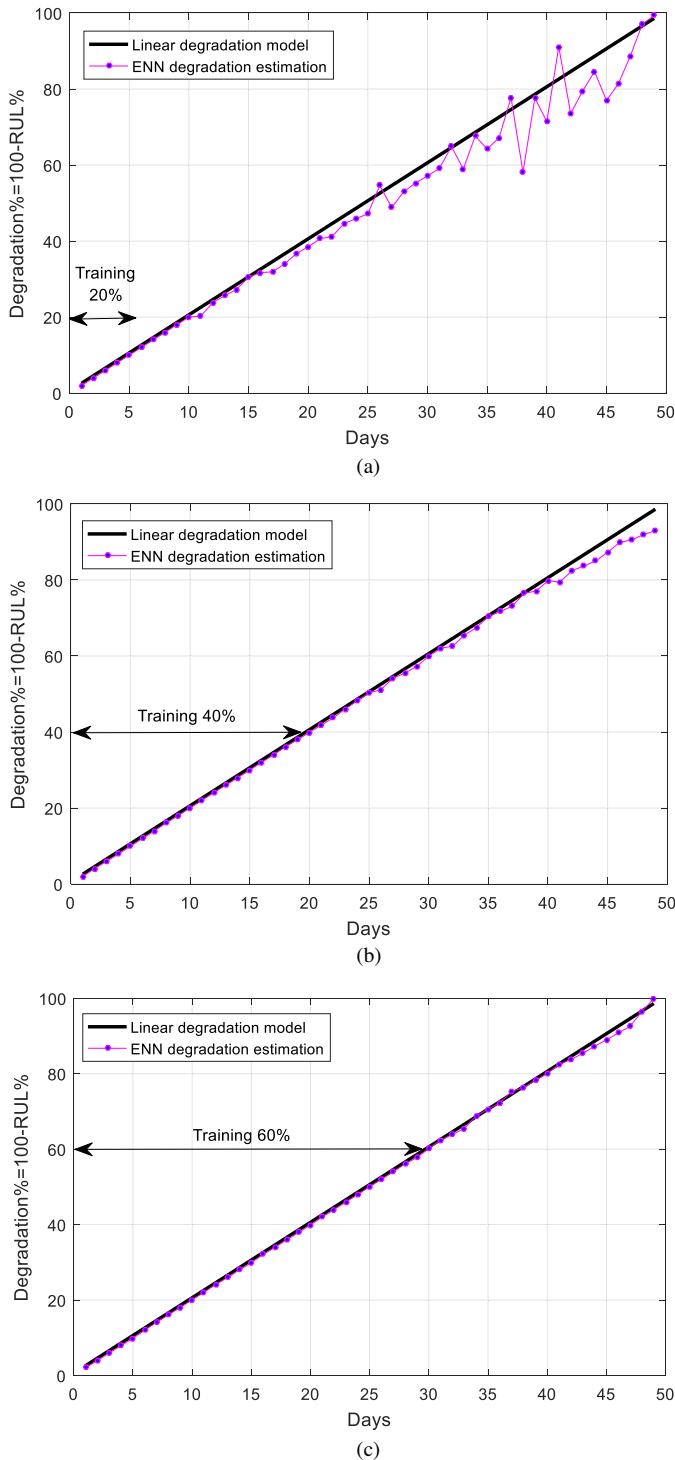 100
Linear degradation model
ENN degradation estimation
80
60
40
Training
20%
20
0
Degradation%=100-RUL%
0 5 10 15 20 25 30 35 40 45 50
Days
(a)
100
Linear degradation model
ENN degradation estimation
80
60
Training 40%
40
20
0
Degradation%=100-RUL%
0 5 10 15 20 25 30 35 40 45 50
Days
(b)
100
Linear degradation model
ENN degradation estimation
80
Training 60%
60
40
20
0
Degradation%=100-RUL%
0 5 10 15 20 25 30 35 40 45 50
Days
(c)